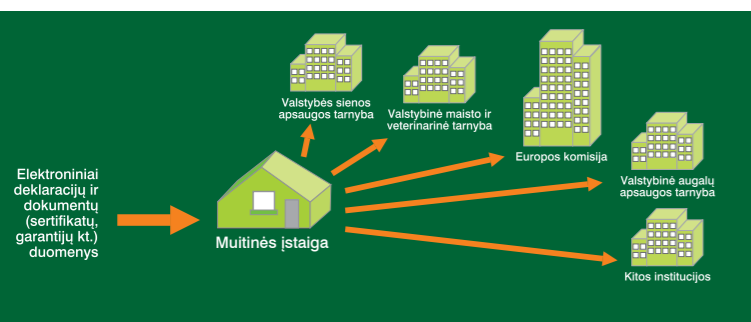 Elektroniniai
deklaracijų ir
dokumentų
(sertifikatų,
garantijų kt.)
duomenys
Muitinės įstaiga
Valstybės sienos
apsaugos tarnyba
Valstybinė maisto ir
veterinarinė tarnyba
Europos komisija
Valstybinė augalų
apsaugos tarnyba
Kitos institucijos